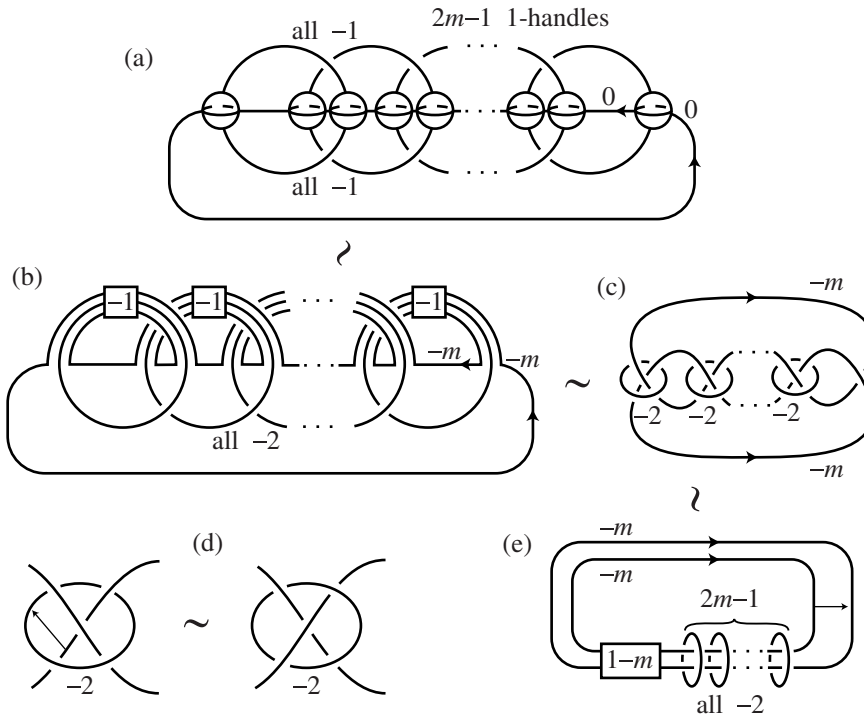 all −1 2m−1 1-handles
(a)
· · ·
0
0
· · ·
· · ·
all −1
(b)
−1 −1 · · · −1
−m −m
· · ·
· · ·
all −2
(c)
−m
· · ·
−2 −2 −2
· · ·
−m
(d)
−2 −2
(e)
−m
−m
2m−1
1−m
· · ·
all −2